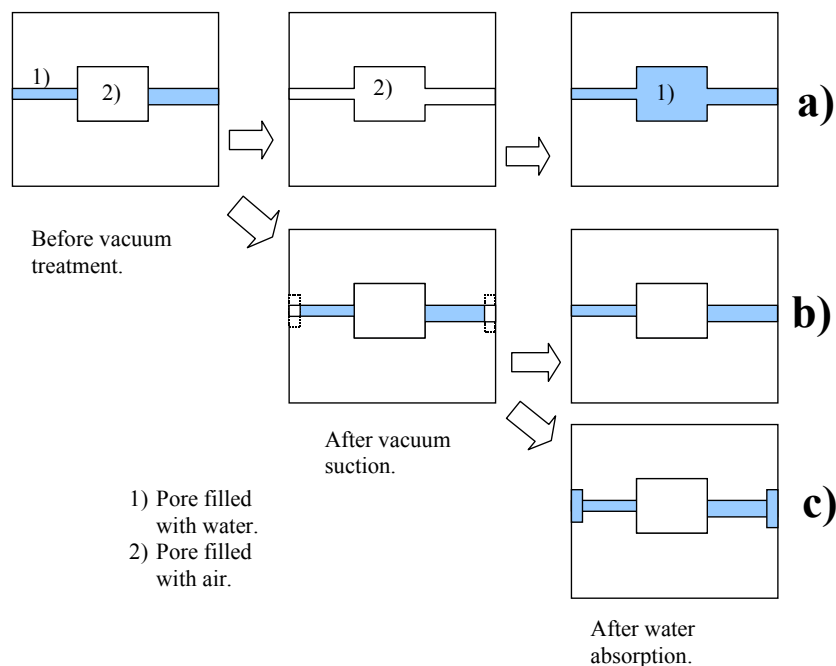 1)
2)
2)
1)
a)
Before vacuum
treatment.
b)
After vacuum
suction.
1) Pore filled
with water.
2) Pore filled
with air.
c)
After water
absorption.